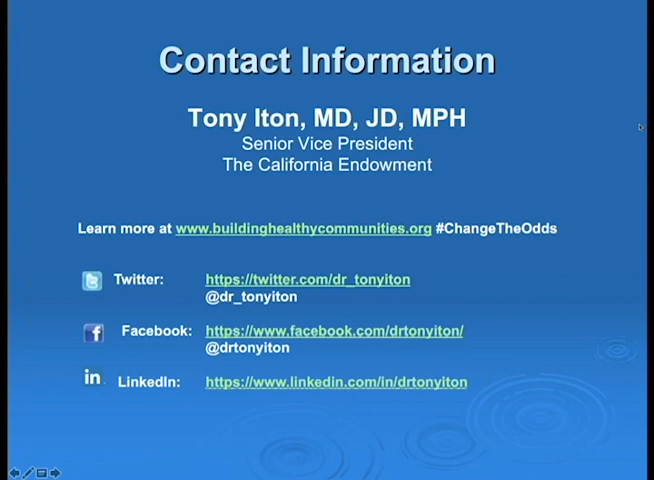 Contact Information
Tony Iton, MD, JD, MPH
Senior Vice President
The California Endowment
Learn more at www.buildinghealthycommunities.org #ChangeTheOdds
Twitter: https://twitter.com/dr_tonyiton
@dr_tonyiton
Facebook: https://www.facebook.com/drtonyiton/
@drtonyiton
in LinkedIn: https://www.linkedin.com/in/drtonyiton